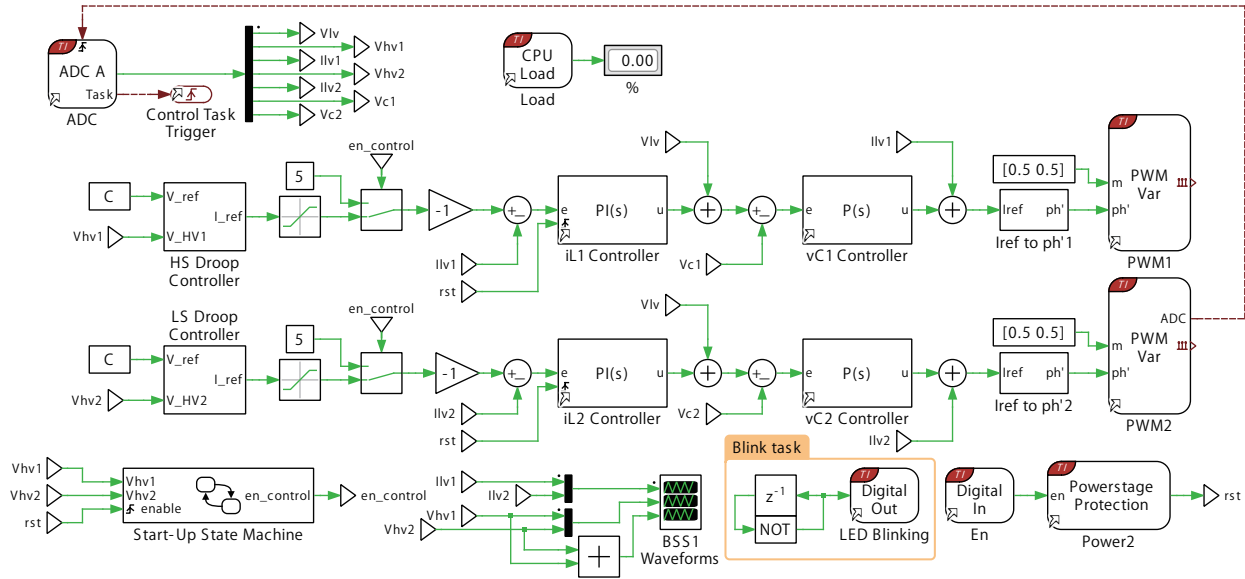 TI
ADC A
Task
ADC
Control Task
Trigger
Vlv
Vhv1
Ilv1
Vhv2
Ilv2
Vc1
Vc2
TI
CPU
Load
Load
0.00
%
C
Vhv1
V_ref
I_ref
V_HV1
HS Droop
Controller
5
en_control
-1
+
−
Ilv1
rst
e
PI(s)
u
iL1 Controller
Vlv
+
+
−
Vc1
e
P(s)
u
vC1 Controller
Ilv1
+
[0.5 0.5]
Iref
ph'
Iref to ph'1
TI
PWM
Var
m
ph'
PWM1
LS Droop
Controller
C
Vhv2
V_ref
I_ref
V_HV2
5
en_control
-1
+
−
Ilv2
rst
e
PI(s)
u
iL2 Controller
Vlv
+
+
−
Vc2
e
P(s)
u
vC2 Controller
Ilv2
+
[0.5 0.5]
Iref
ph'
Iref to ph'2
TI
ADC
PWM
Var
m
ph'
PWM2
Vhv1
Vhv2
rst
Vhv1
Vhv2
enable
en_control
en_control
Start-Up State Machine
Ilv1
Ilv2
Vhv1
Vhv2
+
BSS1
Waveforms
Blink task
z⁻¹
NOT
TI
Digital
Out
LED Blinking
TI
Digital
In
En
TI
en
Powerstage
Protection
Power2
rst